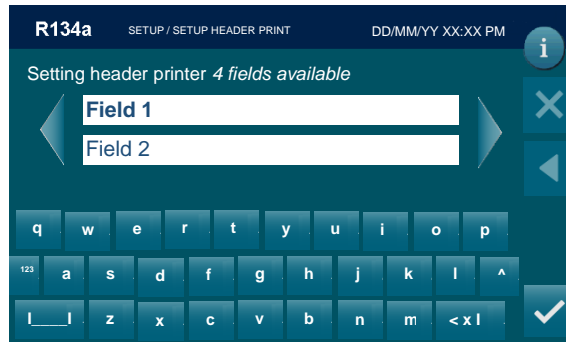 R134a SETUP / SETUP HEADER PRINT DD/MM/YY XX:XX PM
i
Setting header printer 4 fields available
Field 1
Field 2
q w e r t y u i o p
123 a s d f g h j k l ^
I____I z x c v b n m < x I